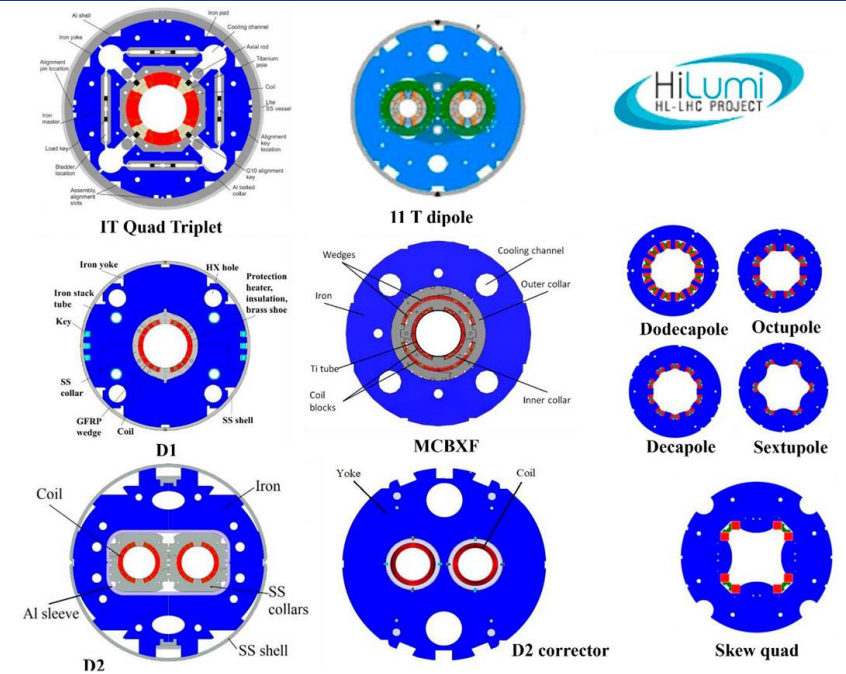 Al shell
Iron pad
Cooling channel
Iron yoke
Axial rod
Titanium
pole
Alignment
pin location
Coil
LHe
SS vessel
Iron
master
Alignment
key
location
Load key
Bladder
location
G10 alignment
key
Assembly,
alignment
slots
Al bolted
collar
IT Quad Triplet
11 T dipole
HiLumi
HL-LHC PROJECT
Iron yoke
HX hole
Protection
heater,
insulation,
brass shoe
Iron stack
tube
Key
SS
collar
GFRP
wedge
Coil
SS shell
D1
Wedges
Cooling channel
Outer collar
Iron
Ti tube
Coil
blocks
Inner collar
MCBXF
Dodecapole
Octupole
Decapole
Sextupole
Coil
Iron
Al sleeve
SS
collars
SS shell
D2
Yoke
Coil
D2 corrector
Skew quad